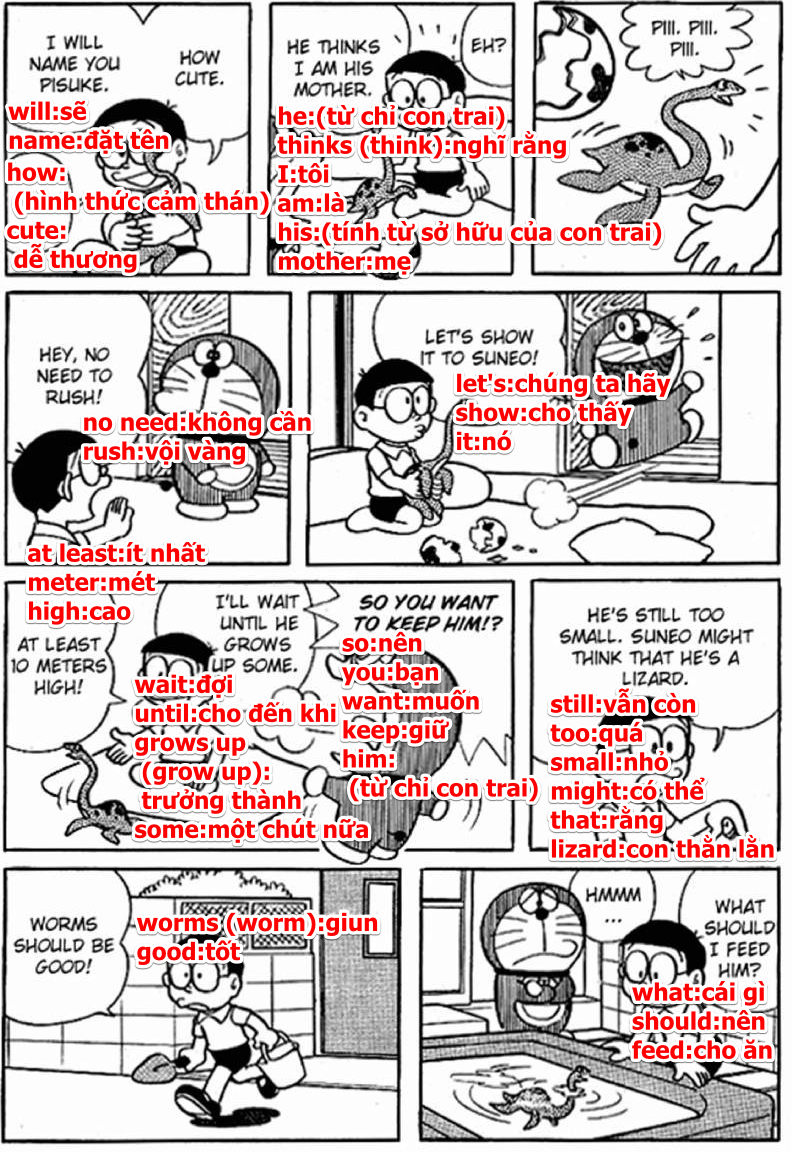 PIII. PIII.
PIII.
EH?
HE THINKS
I AM HIS
MOTHER.
he:(từ chỉ con trai)
thinks (think):nghĩ rằng
I:tôi
am:là
his:(tính từ sở hữu của con trai)
mother:mẹ
HOW
CUTE.
I WILL
NAME YOU
PISUKE.
will:sẽ
name:đặt tên
how:
(hình thức cảm thán)
cute:
dễ thương
LET'S SHOW
IT TO SUNEO!
let's:chúng ta hãy
show:cho thấy
it:nó
HEY, NO
NEED TO
RUSH!
no need:không cần
rush:vội vàng
HE'S STILL TOO
SMALL. SUNEO MIGHT
THINK THAT HE'S A
LIZARD.
still:vẫn còn
too:quá
small:nhỏ
might:có thể
that:rằng
lizard:con thằn lằn
SO YOU WANT
TO KEEP HIM!?
so:nên
you:bạn
want:muốn
keep:giữ
him:
(từ chỉ con trai)
I'LL WAIT
UNTIL HE
GROWS
UP SOME.
wait:đợi
until:cho đến khi
grows up
(grow up):
trưởng thành
some:một chút nữa
at least:ít nhất
meter:mét
high:cao
AT LEAST
10 METERS
HIGH!
WHAT
SHOULD
I FEED
HIM?
what:cái gì
should:nên
feed:cho ăn
HMMM
...
WORMS
SHOULD BE
GOOD!
worms (worm):giun
good:tốt